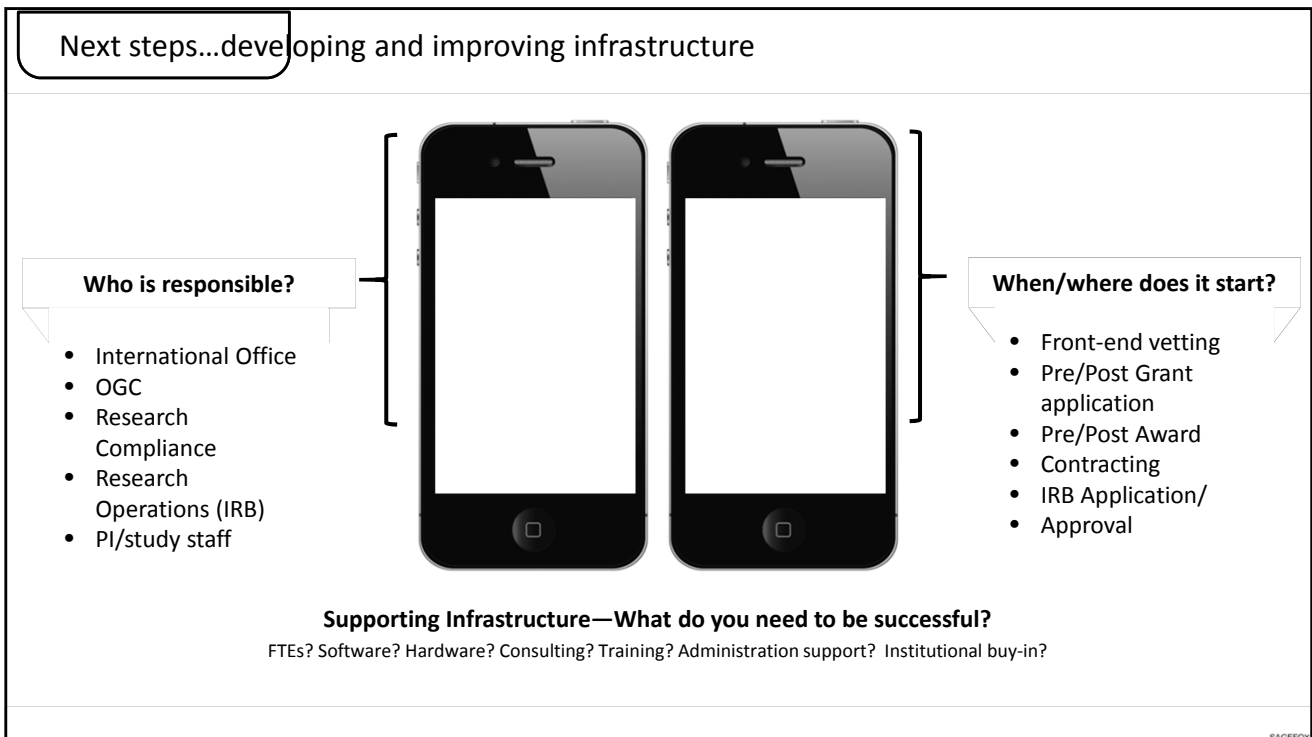 Next steps…developing and improving infrastructure
Who is responsible?
• International Office
• OGC
• Research
Compliance
• Research
Operations (IRB)
• PI/study staff
When/where does it start?
• Front-end vetting
• Pre/Post Grant
application
• Pre/Post Award
• Contracting
• IRB Application/
• Approval
Supporting Infrastructure—What do you need to be successful?
FTEs? Software? Hardware? Consulting? Training? Administration support? Institutional buy-in?
SAGEFOX